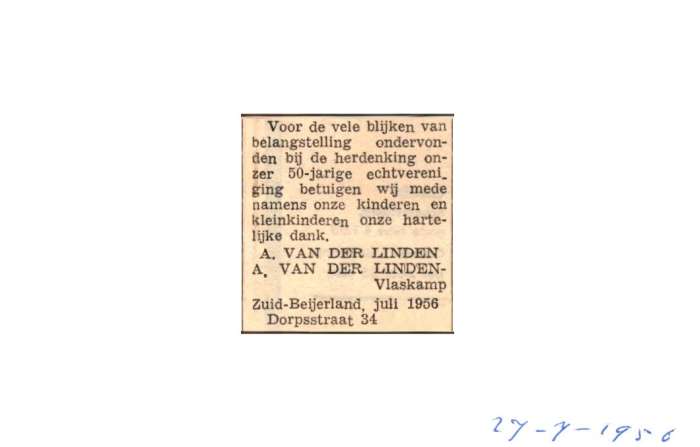 Voor de vele blijken van
belangstelling ondervon-
den bij de herdenking on-
zer 50-jarige echtvereni-
ging betuigen wij mede
namens onze kinderen en
kleinkinderen onze harte-
lijke dank.
A. VAN DER LINDEN
A. VAN DER LINDEN-
Vlaskamp
Zuid-Beijerland, juli 1956
Dorpsstraat 34
27-7-1956